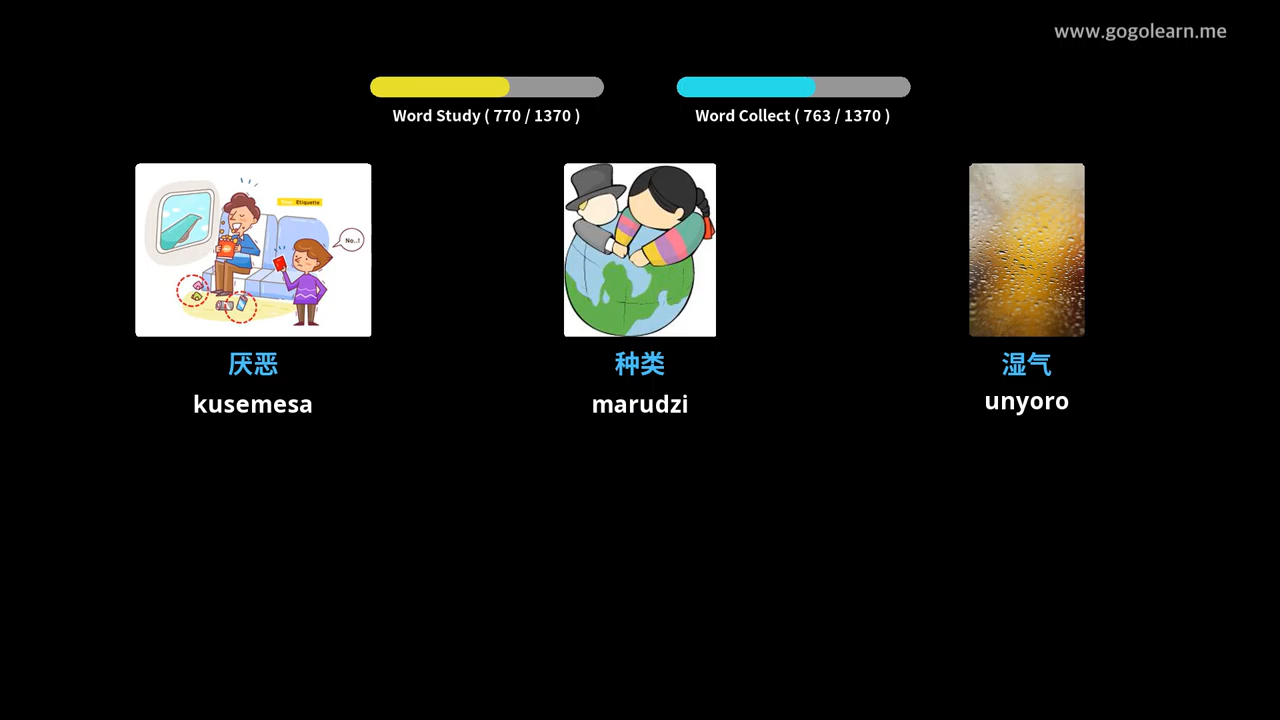 www.gogolearn.me
Word Study ( 770 / 1370 )
Word Collect ( 763 / 1370 )
Etiquette
No..!
厌恶
种类
湿气
kusemesa
marudzi
unyoro